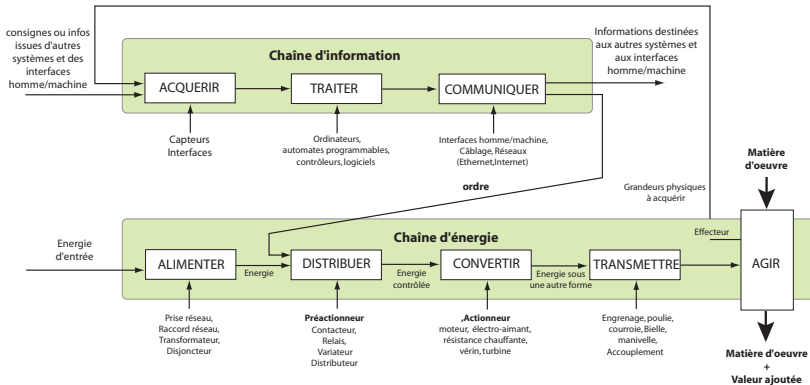 consignes ou infos
issues d'autres
systèmes et des
interfaces
homme/machine
Informations destinées
aux autres systèmes et
aux interfaces
homme/machine
Chaîne d'information
ACQUERIR
TRAITER
COMMUNIQUER
Capteurs
Interfaces
Ordinateurs,
automates programmables,
contrôleurs, logiciels
Interfaces homme/machine,
Câblage, Réseaux
(Ethernet,Internet)
ordre
Grandeurs physiques
à acquérir
Matière
d'oeuvre
Energie
d'entrée
Chaîne d'énergie
Effecteur
ALIMENTER
Energie
DISTRIBUER
Energie
contrôlée
CONVERTIR
Energie sous
une autre forme
TRANSMETTRE
AGIR
Prise réseau,
Raccord réseau,
Transformateur,
Disjoncteur
Préactionneur
Contacteur,
Relais,
Variateur
Distributeur
,Actionneur
moteur, électro-aimant,
résistance chauffante,
vérin, turbine
Engrenage, poulie,
courroie, Bielle,
manivelle,
Accouplement
Matière d'oeuvre
+
Valeur ajoutée